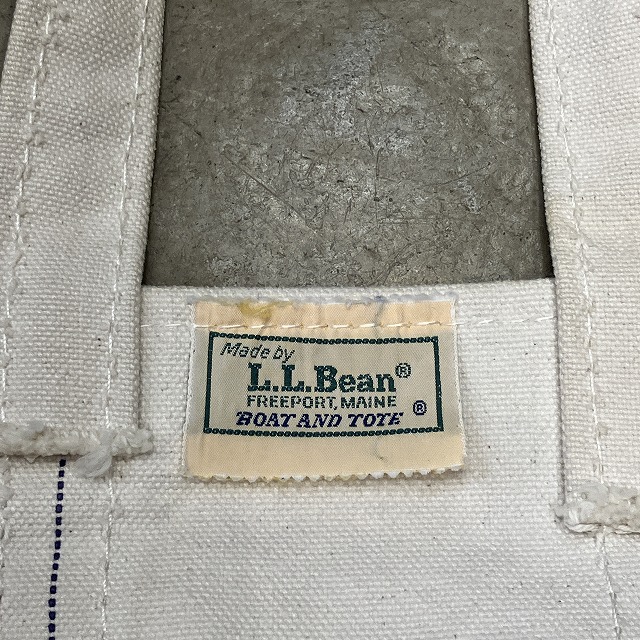 Made by
L.L.Bean®
FREEPORT, MAINE
BOAT AND TOTE ®